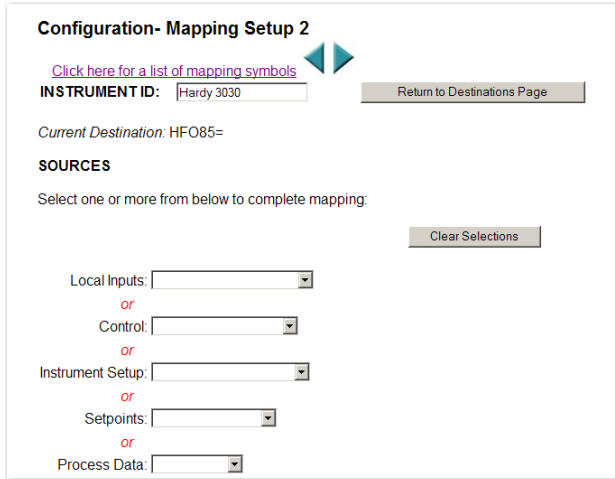 Configuration- Mapping Setup 2
Click here for a list of mapping symbols
INSTRUMENT ID: Hardy 3030 Return to Destinations Page
Current Destination: HFO85=
SOURCES
Select one or more from below to complete mapping:
Clear Selections
Local Inputs:
or
Control:
or
Instrument Setup:
or
Setpoints:
or
Process Data: